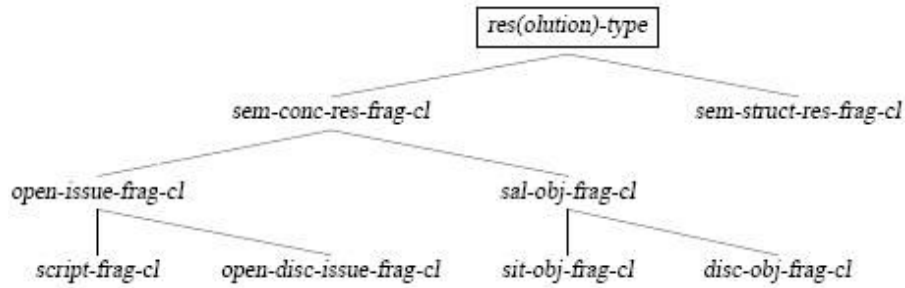 res(olution)-type
sem-conc-res-frag-cl sem-struct-res-frag-cl
open-issue-frag-cl sal-obj-frag-cl
script-frag-cl open-disc-issue-frag-cl sit-obj-frag-cl disc-obj-frag-cl